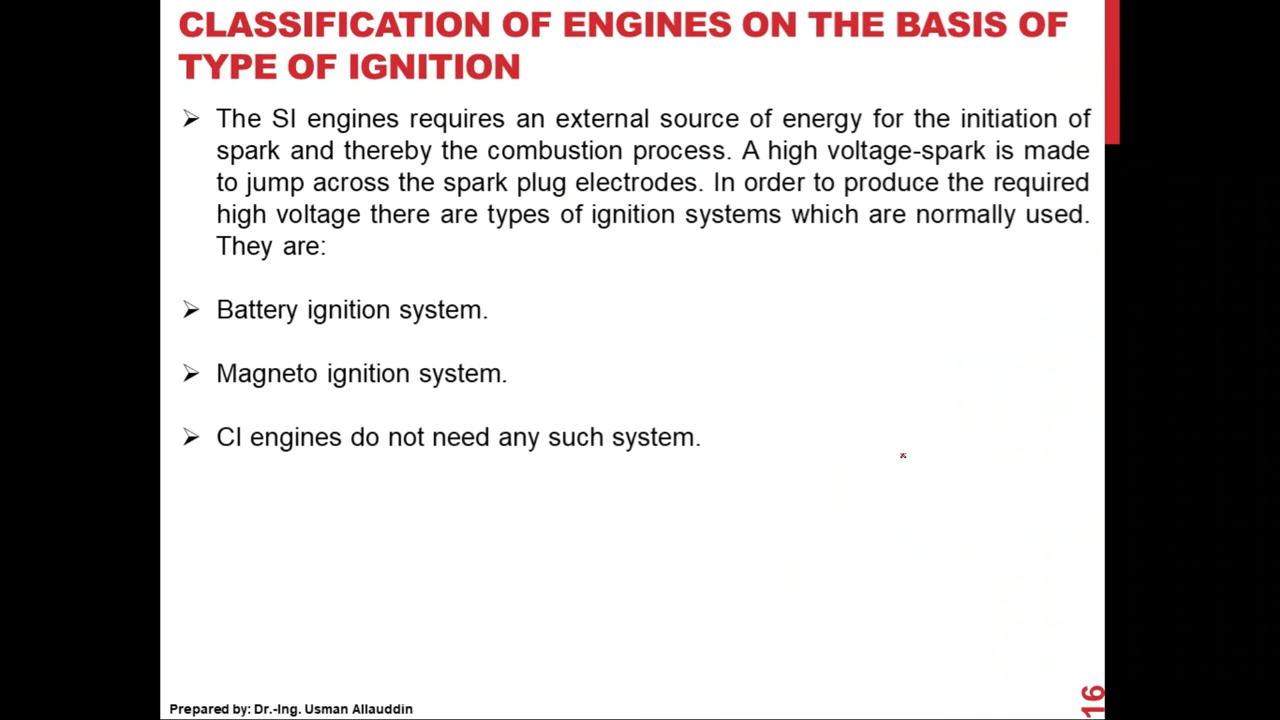 CLASSIFICATION OF ENGINES ON THE BASIS OF
TYPE OF IGNITION
The SI engines requires an external source of energy for the initiation of
spark and thereby the combustion process. A high voltage-spark is made
to jump across the spark plug electrodes. In order to produce the required
high voltage there are types of ignition systems which are normally used.
They are:
Battery ignition system.
Magneto ignition system.
CI engines do not need any such system.
Prepared by: Dr.-Ing. Usman Allauddin
16